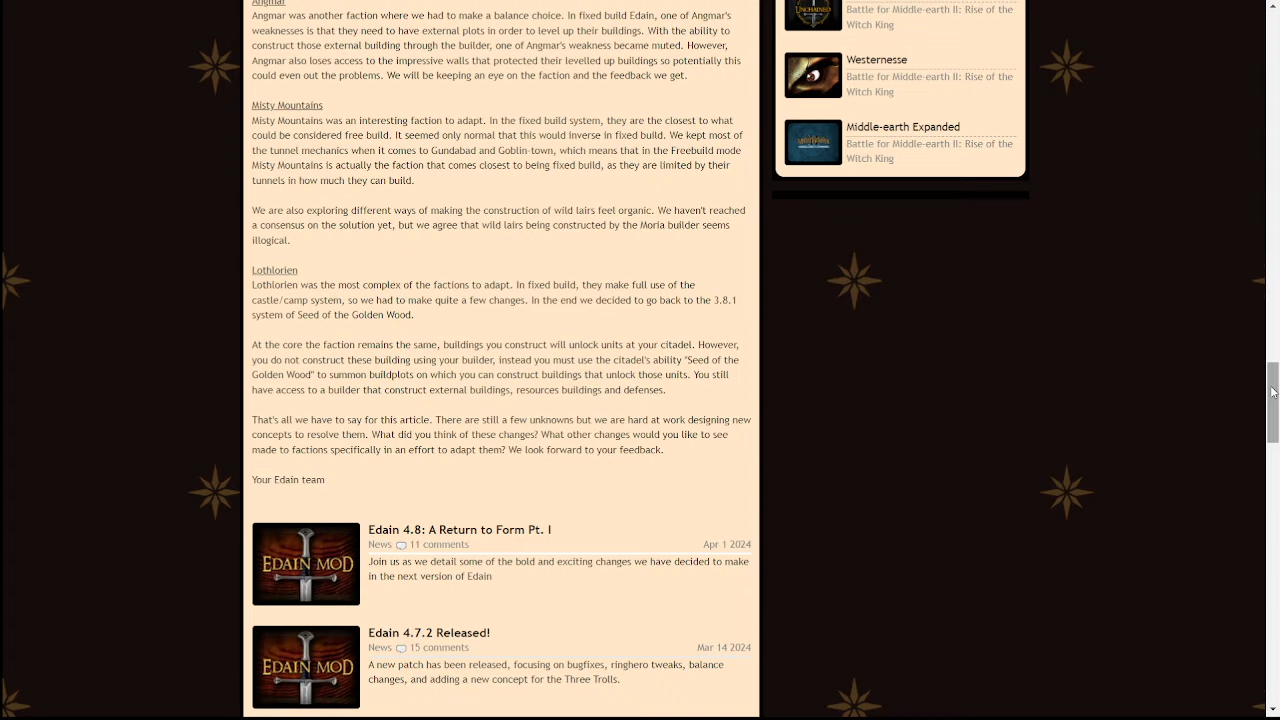 Angmar
Angmar was another faction where we had to make a balance choice. In fixed build Edain, one of Angmar's
weaknesses is that they need to have external plots in order to level up their buildings. With the ability to
construct those external building through the builder, one of Angmar's weakness became muted. However,
Angmar also loses access to the impressive walls that protected their levelled up buildings so potentially this
could even out the problems. We will be keeping an eye on the faction and the feedback we get.
Misty Mountains
Misty Mountains was an interesting faction to adapt. In the fixed build system, they are the closest to what
could be considered free build. It seemed only normal that this would inverse in fixed build. We kept most of
the tunnel mechanics when it comes to Gundabad and Goblin-town, which means that in the Freebuild mode
Misty Mountains is actually the faction that comes closest to being fixed build, as they are limited by their
tunnels in how much they can build.
We are also exploring different ways of making the construction of wild lairs feel organic. We haven't reached
a consensus on the solution yet, but we agree that wild lairs being constructed by the Moria builder seems
illogical.
Lothlorien
Lothlorien was the most complex of the factions to adapt. In fixed build, they make full use of the
castle/camp system, so we had to make quite a few changes. In the end we decided to go back to the 3.8.1
system of Seed of the Golden Wood.
At the core the faction remains the same, buildings you construct will unlock units at your citadel. However,
you do not construct these building using your builder, instead you must use the citadel's ability "Seed of the
Golden Wood" to summon buildplots on which you can construct buildings that unlock those units. You still
have access to a builder that construct external buildings, resources buildings and defenses.
That's all we have to say for this article. There are still a few unknowns but we are hard at work designing new
concepts to resolve them. What did you think of these changes? What other changes would you like to see
made to factions specifically in an effort to adapt them? We look forward to your feedback.
Your Edain team
EDAIN MOD
Edain 4.8: A Return to Form Pt. I
News 11 comments Apr 1 2024
Join us as we detail some of the bold and exciting changes we have decided to make
in the next version of Edain
EDAIN MOD
Edain 4.7.2 Released!
News 15 comments Mar 14 2024
A new patch has been released, focusing on bugfixes, ringhero tweaks, balance
changes, and adding a new concept for the Three Trolls.
UNCHAINED
Battle for Middle-earth II: Rise of the
Witch King
Westernesse
Battle for Middle-earth II: Rise of the
Witch King
Middle-earth Expanded
Battle for Middle-earth II: Rise of the
Witch King